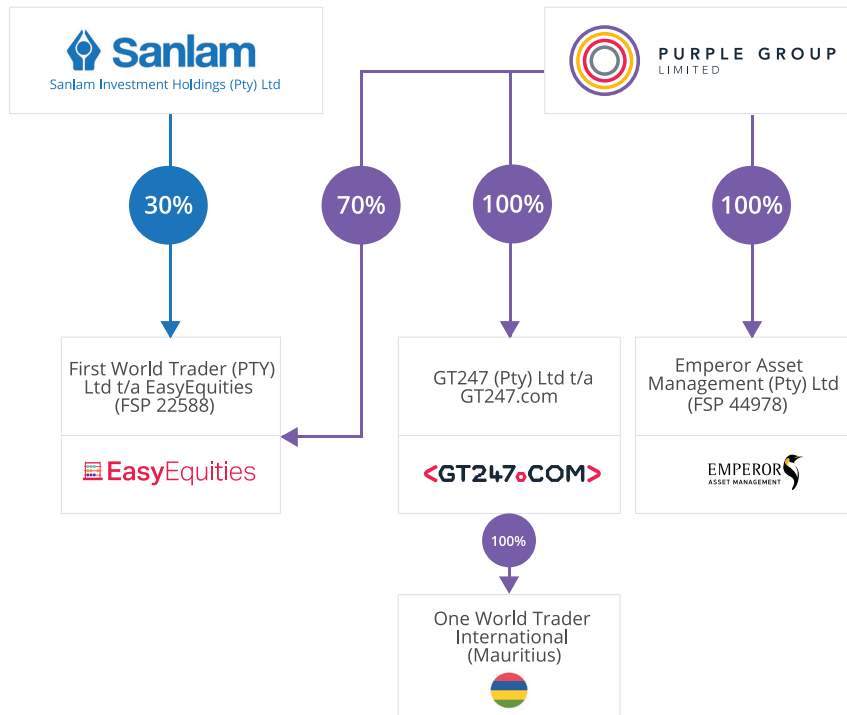 Sanlam
Sanlam Investment Holdings (Pty) Ltd
PURPLE GROUP
LIMITED
30%
70%
100%
100%
First World Trader (PTY)
Ltd t/a EasyEquities
(FSP 22588)
EasyEquities
GT247 (Pty) Ltd t/a
GT247.com
<GT247.COM>
Emperor Asset
Management (Pty) Ltd
(FSP 44978)
EMPEROR
ASSET MANAGEMENT
100%
One World Trader
International
(Mauritius)